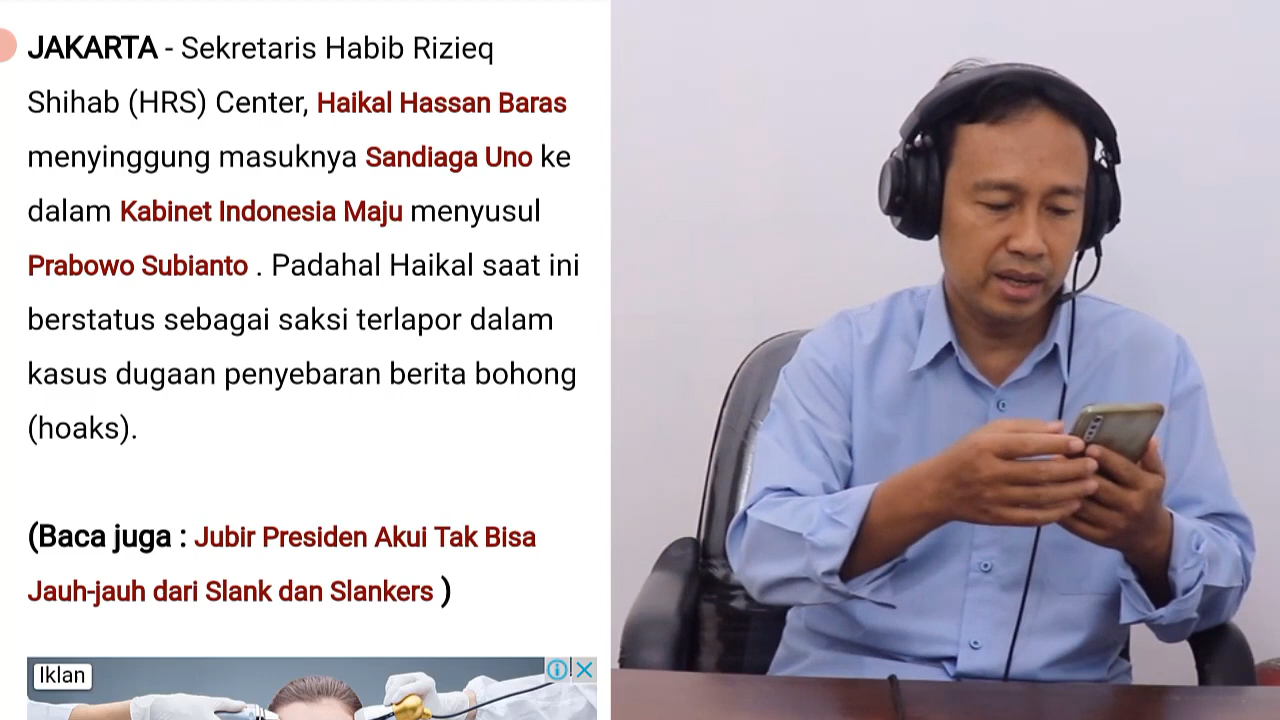 JAKARTA - Sekretaris Habib Rizieq
Shihab (HRS) Center, Haikal Hassan Baras
menyinggung masuknya Sandiaga Uno ke
dalam Kabinet Indonesia Maju menyusul
Prabowo Subianto . Padahal Haikal saat ini
berstatus sebagai saksi terlapor dalam
kasus dugaan penyebaran berita bohong
(hoaks).
(Baca juga : Jubir Presiden Akui Tak Bisa
Jauh-jauh dari Slank dan Slankers )
Iklan